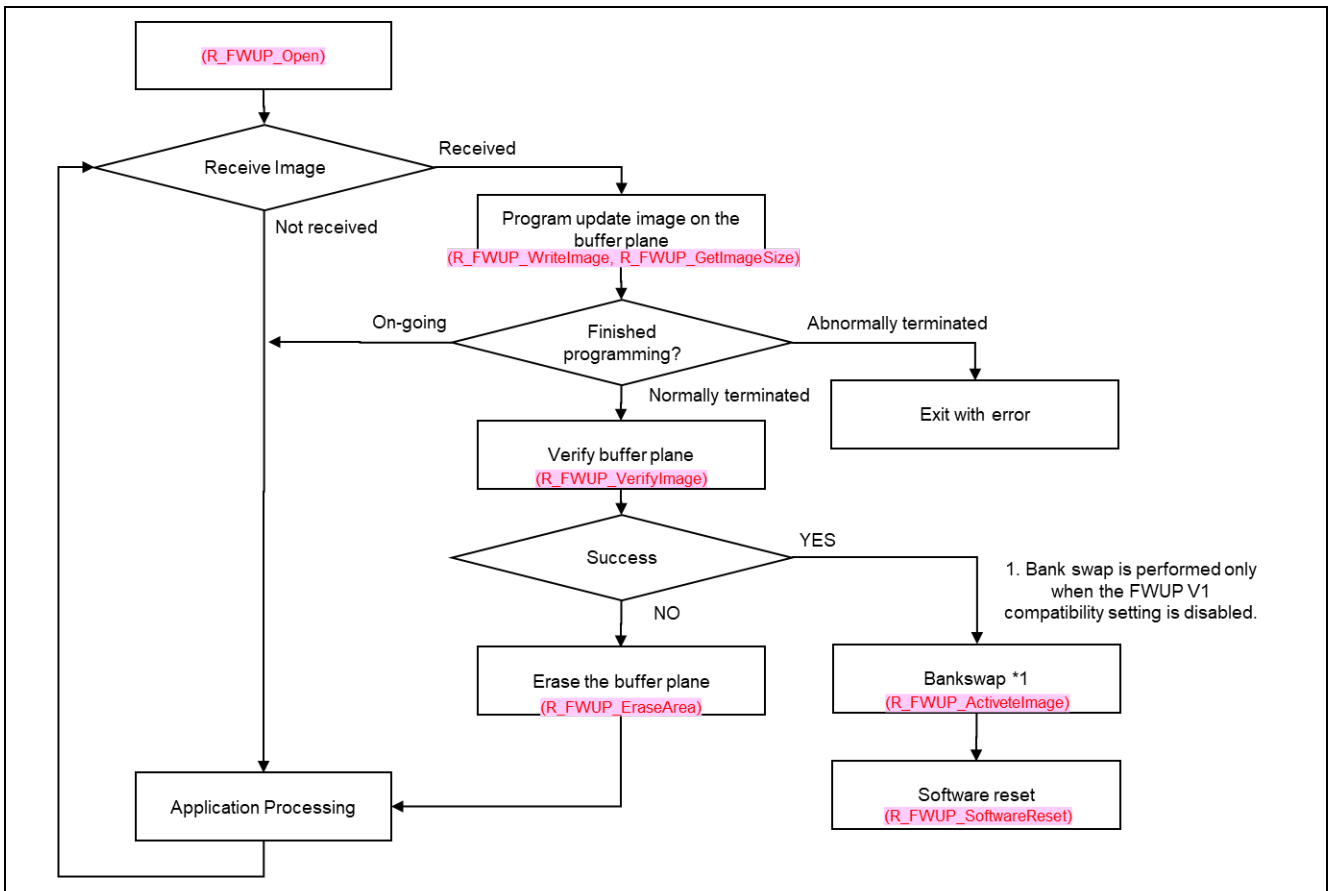 (R_FWUP_Open)
Receive Image
Received
Not received
Program update image on the
buffer plane
(R_FWUP_WriteImage, R_FWUP_GetImageSize)
On-going
Finished
programming?
Abnormally terminated
Normally terminated
Exit with error
Verify buffer plane
(R_FWUP_VerifyImage)
Success
YES
NO
1. Bank swap is performed only
when the FWUP V1
compatibility setting is disabled.
Erase the buffer plane
(R_FWUP_EraseArea)
Bankswap *1
(R_FWUP_ActiveteImage)
Application Processing
Software reset
(R_FWUP_SoftwareReset)